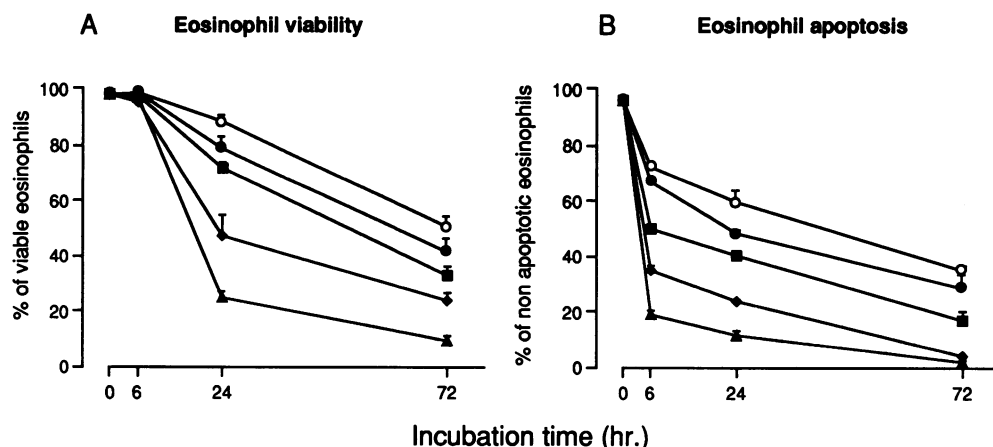 A Eosinophil viability
% of viable eosinophils
100
80
60
40
20
0
0 6 24 72
B Eosinophil apoptosis
% of non apoptotic eosinophils
100
80
60
40
20
0
0 6 24 72
Incubation time (hr.)